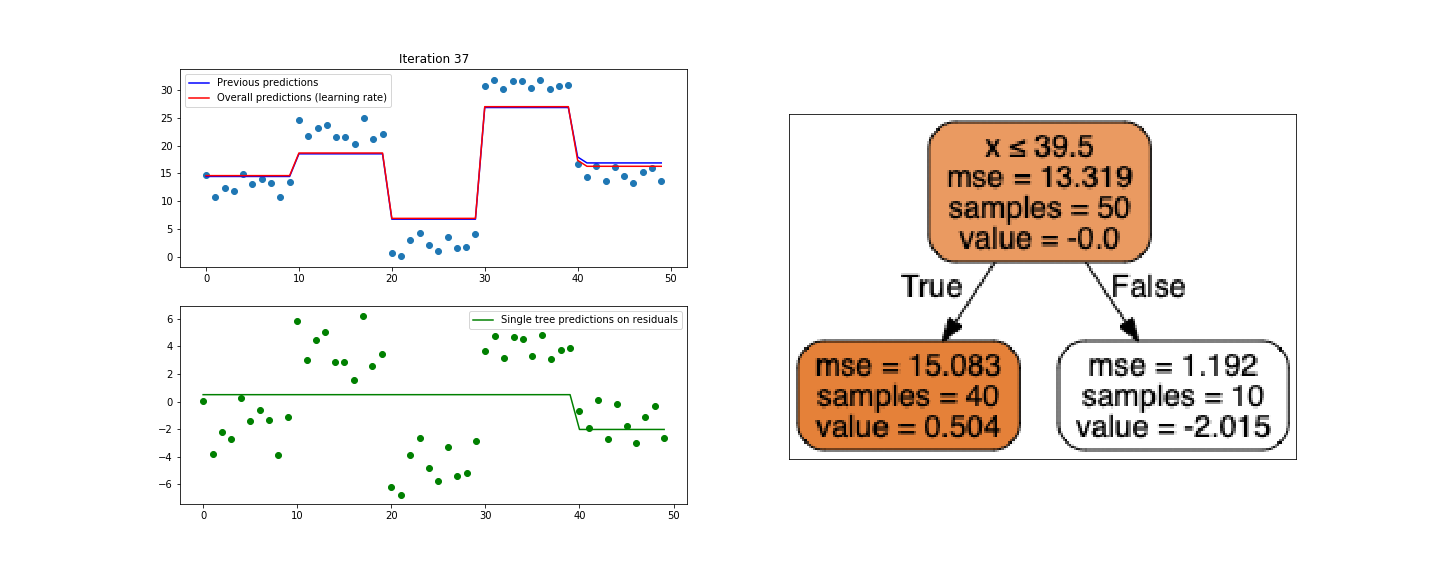 Iteration 37
Previous predictions
Overall predictions (learning rate)
30
25
20
15
10
5
0
0 10 20 30 40 50
Single tree predictions on residuals
6
4
2
0
−2
−4
−6
0 10 20 30 40 50
x ≤ 39.5
mse = 13.319
samples = 50
value = -0.0
True False
mse = 15.083
samples = 40
value = 0.504
mse = 1.192
samples = 10
value = -2.015